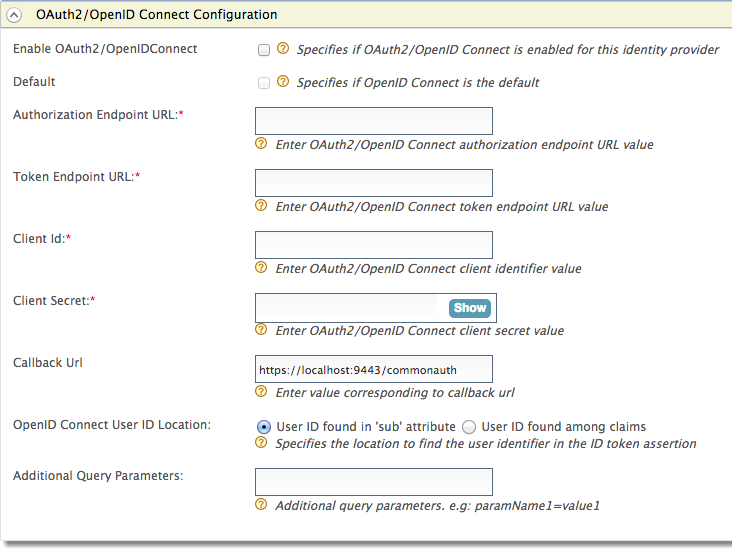 OAuth2/OpenID Connect Configuration
Enable OAuth2/OpenIDConnect ? Specifies if OAuth2/OpenID Connect is enabled for this identity provider
Default ? Specifies if OpenID Connect is the default
Authorization Endpoint URL:*
? Enter OAuth2/OpenID Connect authorization endpoint URL value
Token Endpoint URL:*
? Enter OAuth2/OpenID Connect token endpoint URL value
Client Id:*
? Enter OAuth2/OpenID Connect client identifier value
Client Secret:* Show
? Enter OAuth2/OpenID Connect client secret value
Callback Url https://localhost:9443/commonauth
? Enter value corresponding to callback url
OpenID Connect User ID Location: User ID found in 'sub' attribute User ID found among claims
? Specifies the location to find the user identifier in the ID token assertion
Additional Query Parameters:
? Additional query parameters. e.g: paramName1=value1